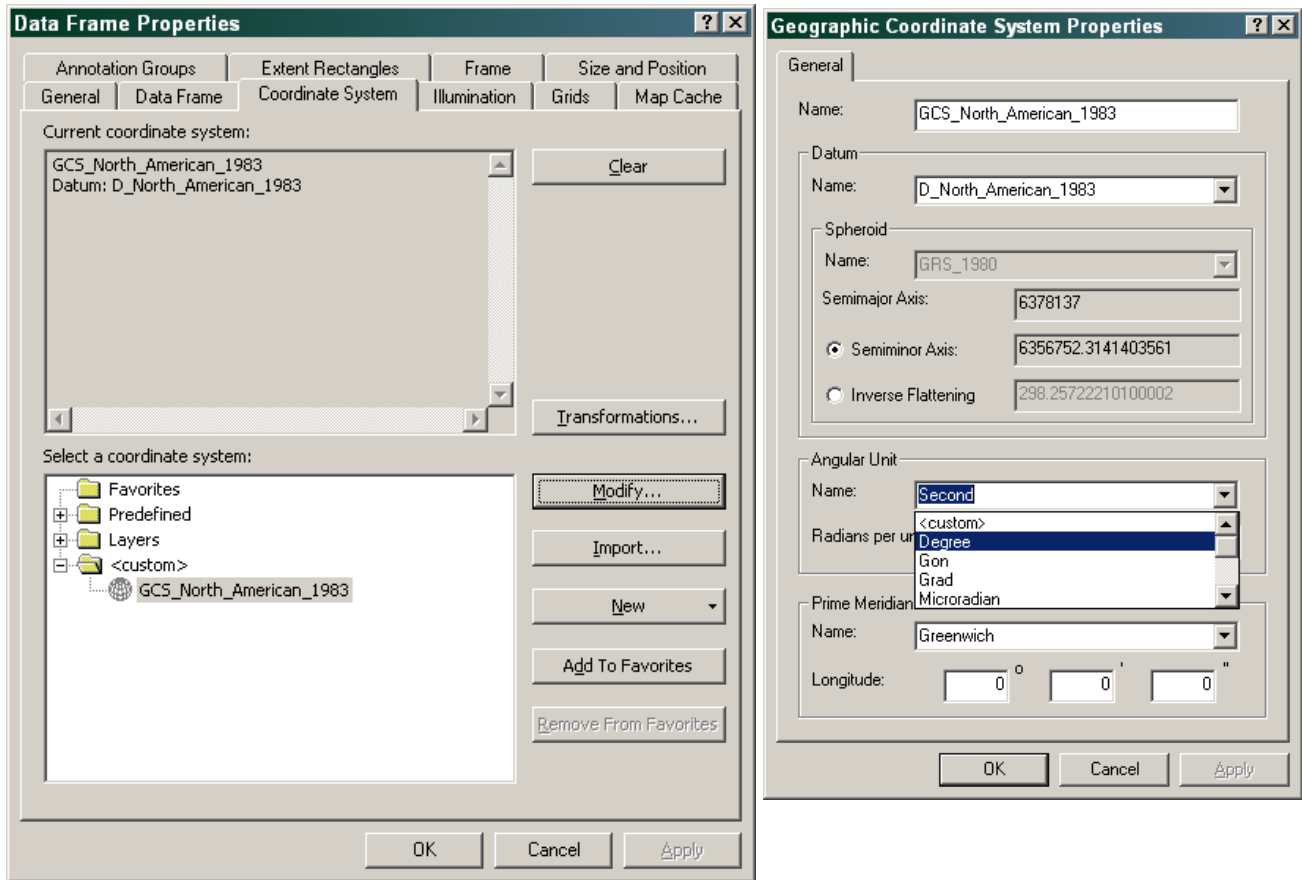 Data Frame Properties
Annotation Groups Extent Rectangles Frame Size and Position
General Data Frame Coordinate System Illumination Grids Map Cache
Current coordinate system:
GCS_North_American_1983
Datum: D_North_American_1983
Clear
Transformations...
Select a coordinate system:
Favorites
Predefined
Layers
<custom>
GCS_North_American_1983
Modify...
Import...
New
Add To Favorites
Remove From Favorites
OK Cancel Apply
Geographic Coordinate System Properties
General
Name: GCS_North_American_1983
Datum
Name: D_North_American_1983
Spheroid
Name: GRS_1980
Semimajor Axis: 6378137
Semiminor Axis: 6356752.3141403561
Inverse Flattening 298.25722210100002
Angular Unit
Name: Second
<custom>
Radians per un
Degree
Gon
Grad
Microradian
Prime Meridian
Name: Greenwich
Longitude: 0 ° 0 ' 0 "
OK Cancel Apply